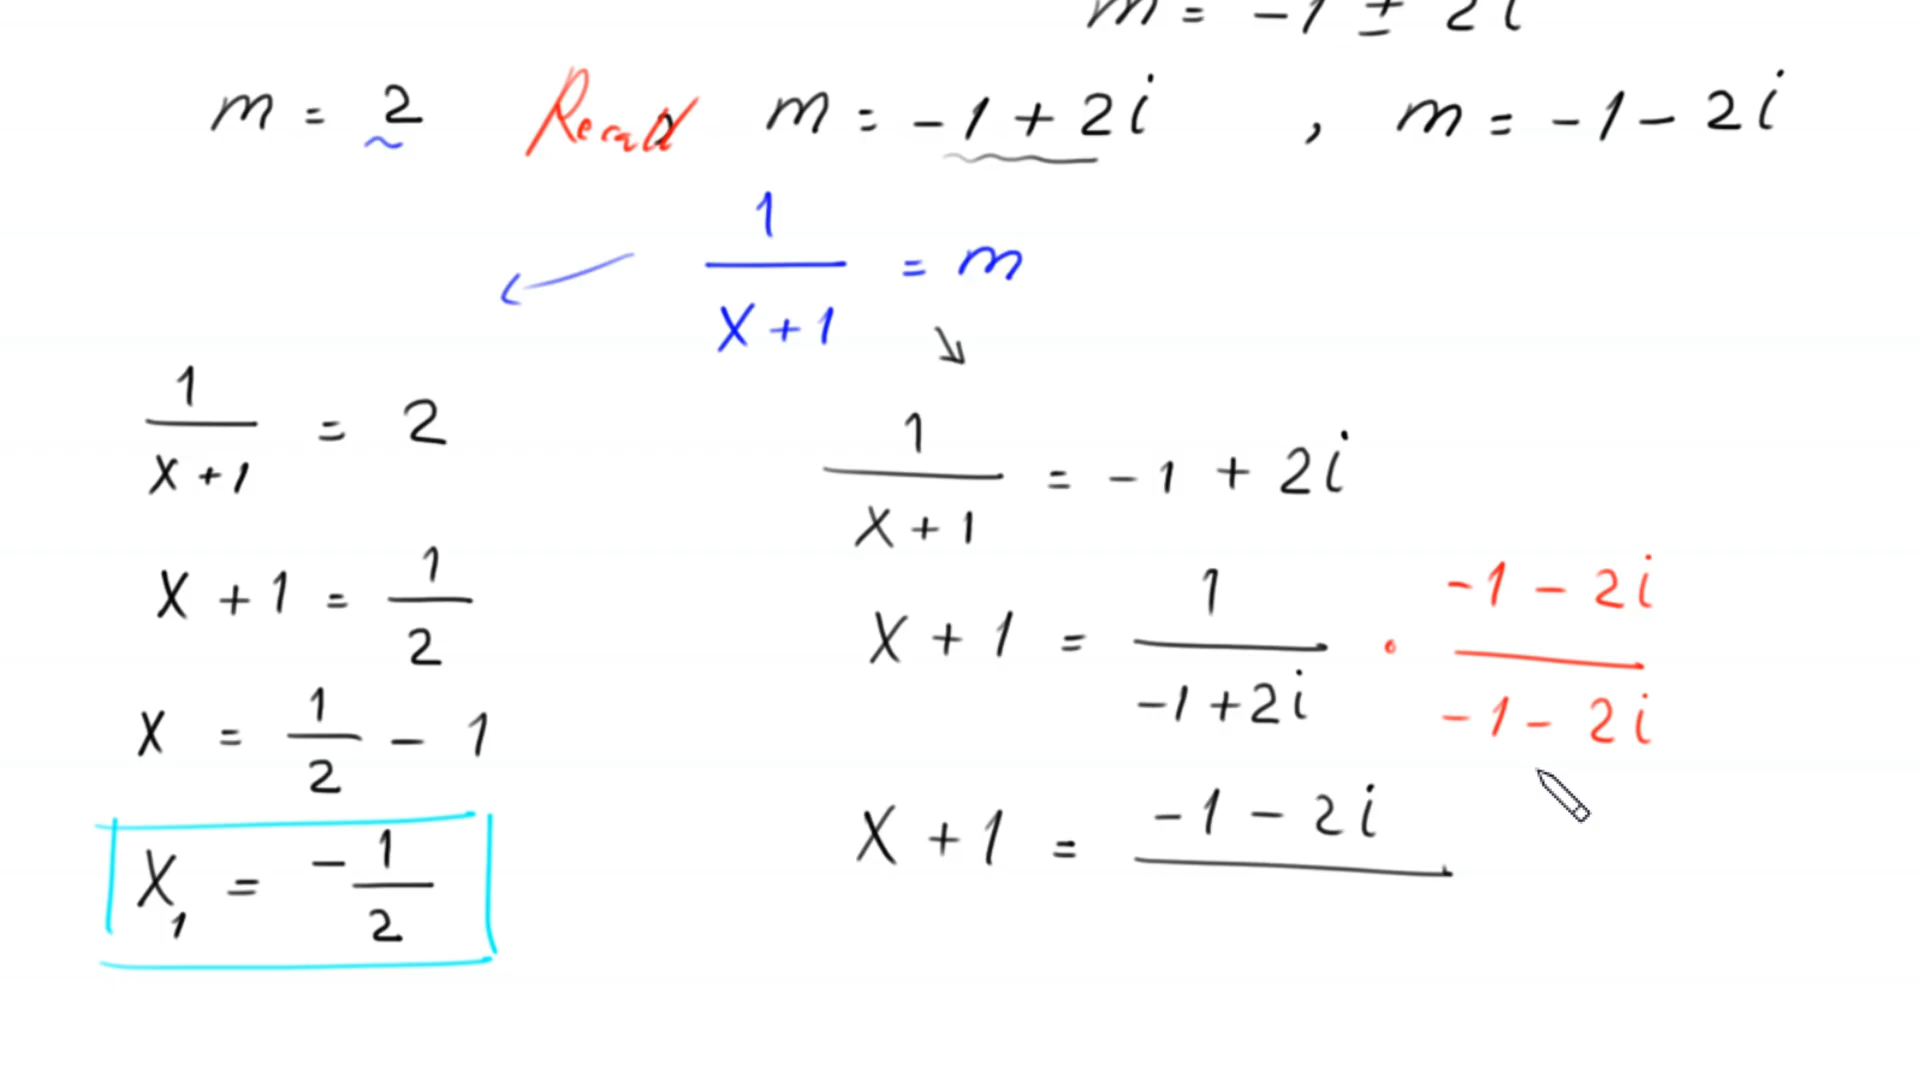 m = -1 ± 2i
m = 2 Recall m = -1 + 2i , m = -1 - 2i
1/(x+1) = m
1/(x+1) = 2
x + 1 = 1/2
x = 1/2 - 1
x₁ = -1/2
1/(x+1) = -1 + 2i
x + 1 = 1/(-1+2i) · (-1-2i)/(-1-2i)
x + 1 = -1 - 2i